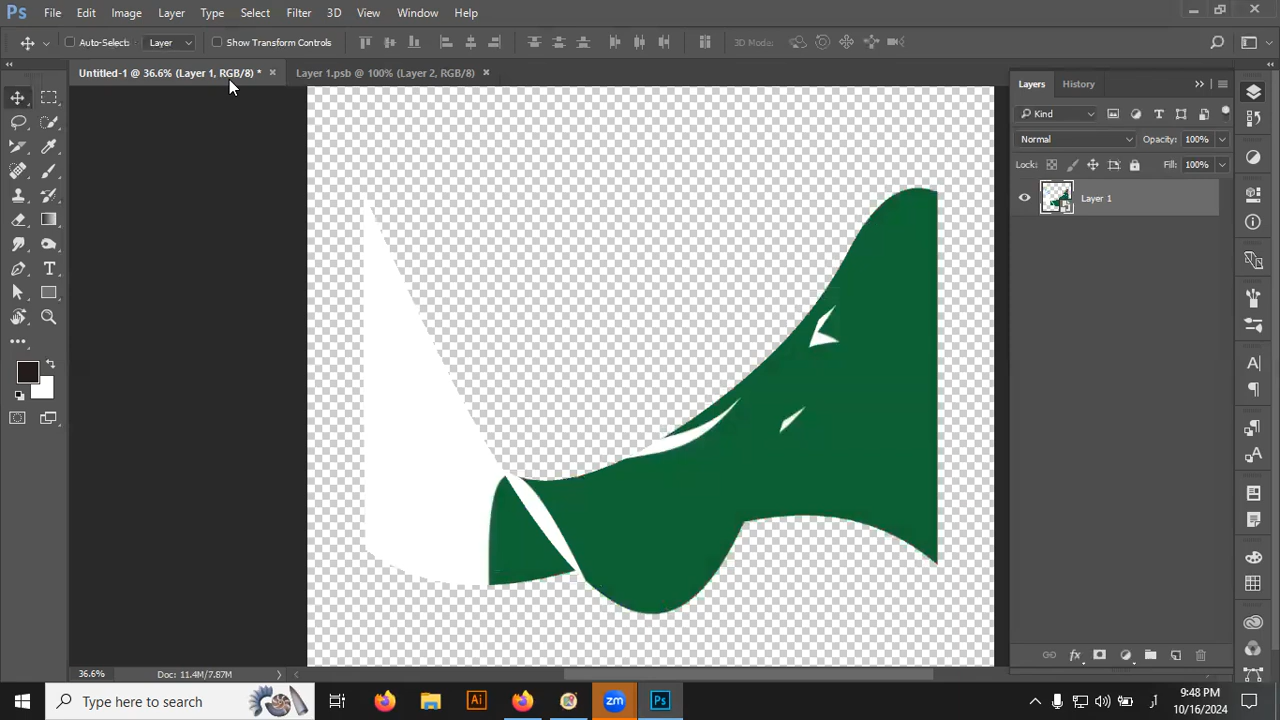 Ps File Edit Image Layer Type Select Filter 3D View Window Help
Auto-Select: Layer Show Transform Controls 3D Mode:
Untitled-1 @ 36.6% (Layer 1, RGB/8) * × Layer 1.psb @ 100% (Layer 2, RGB/8) ×
Layers History
Kind
Normal Opacity: 100%
Lock: Fill: 100%
Layer 1
36.6% Doc: 11.4M/7.87M
Type here to search Ai zm Ps 9:48 PM
10/16/2024